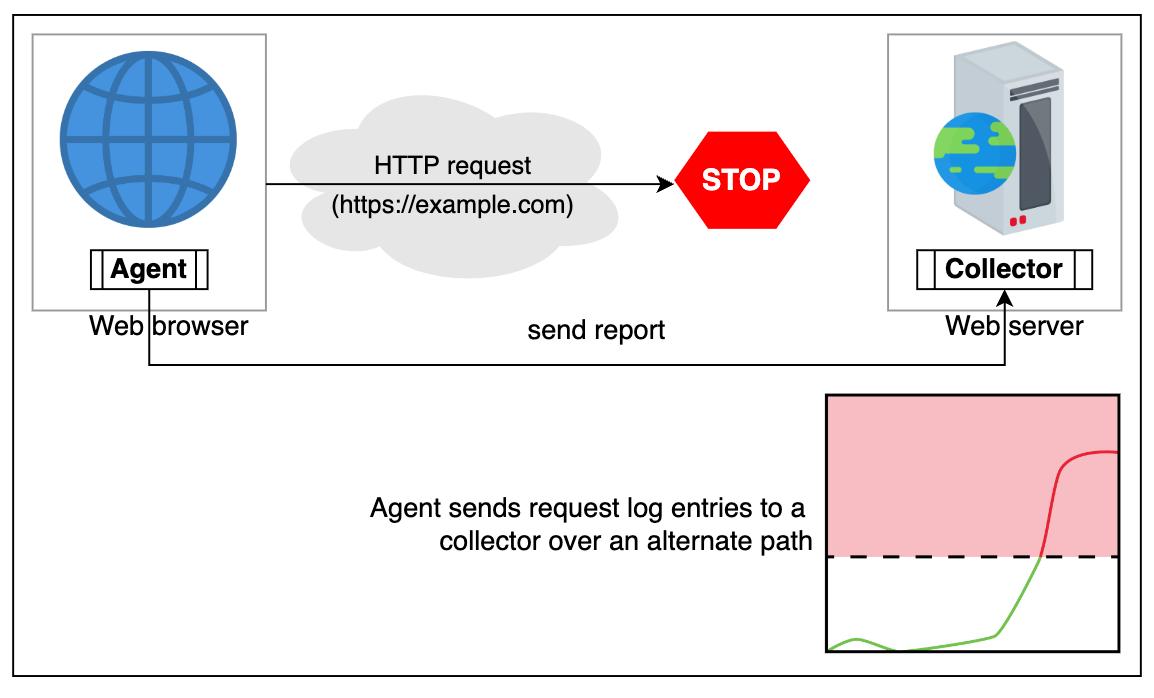 HTTP request
(https://example.com)
STOP
Agent
Collector
Web browser
Web server
send report
Agent sends request log entries to a
collector over an alternate path